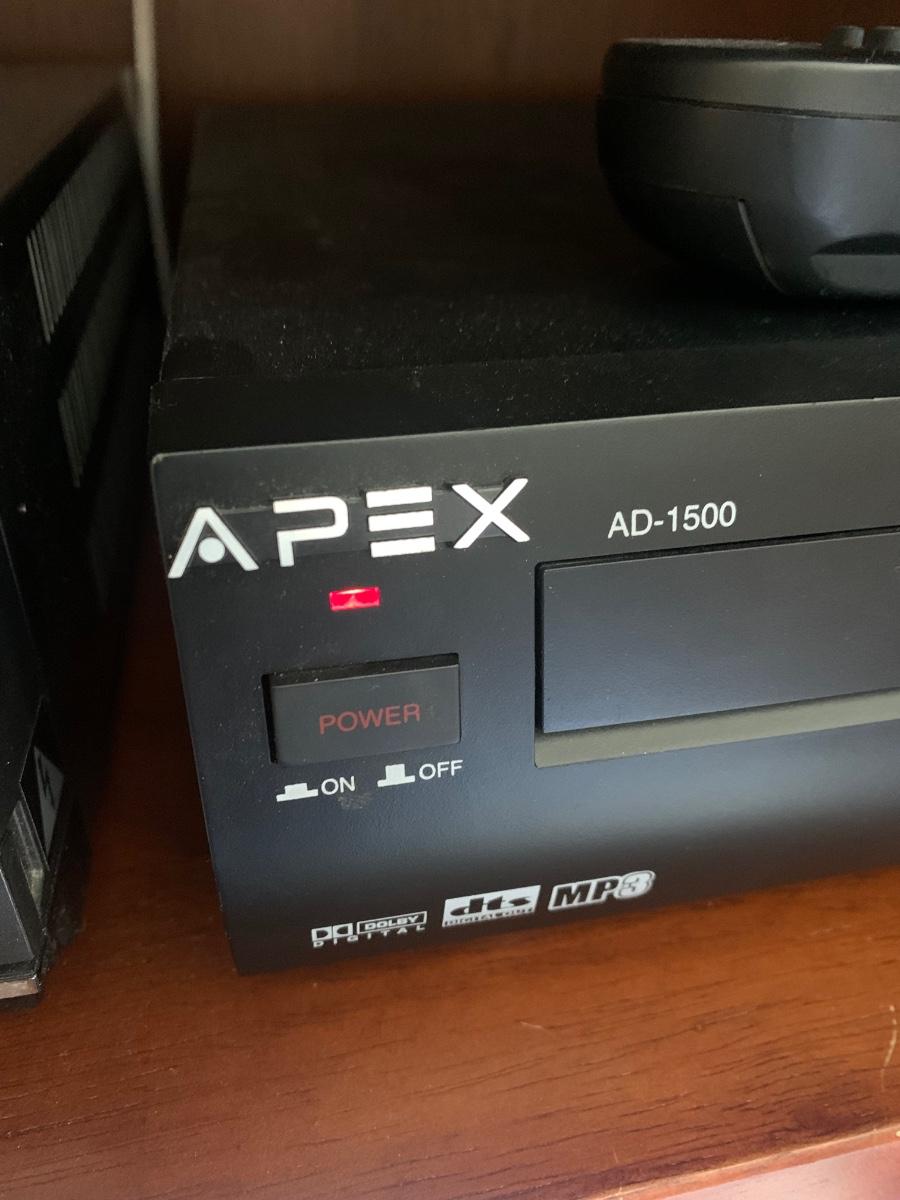 APEX
AD-1500
POWER
ON OFF
DOLBY
DIGITAL
dts
DIGITAL OUT
MP3